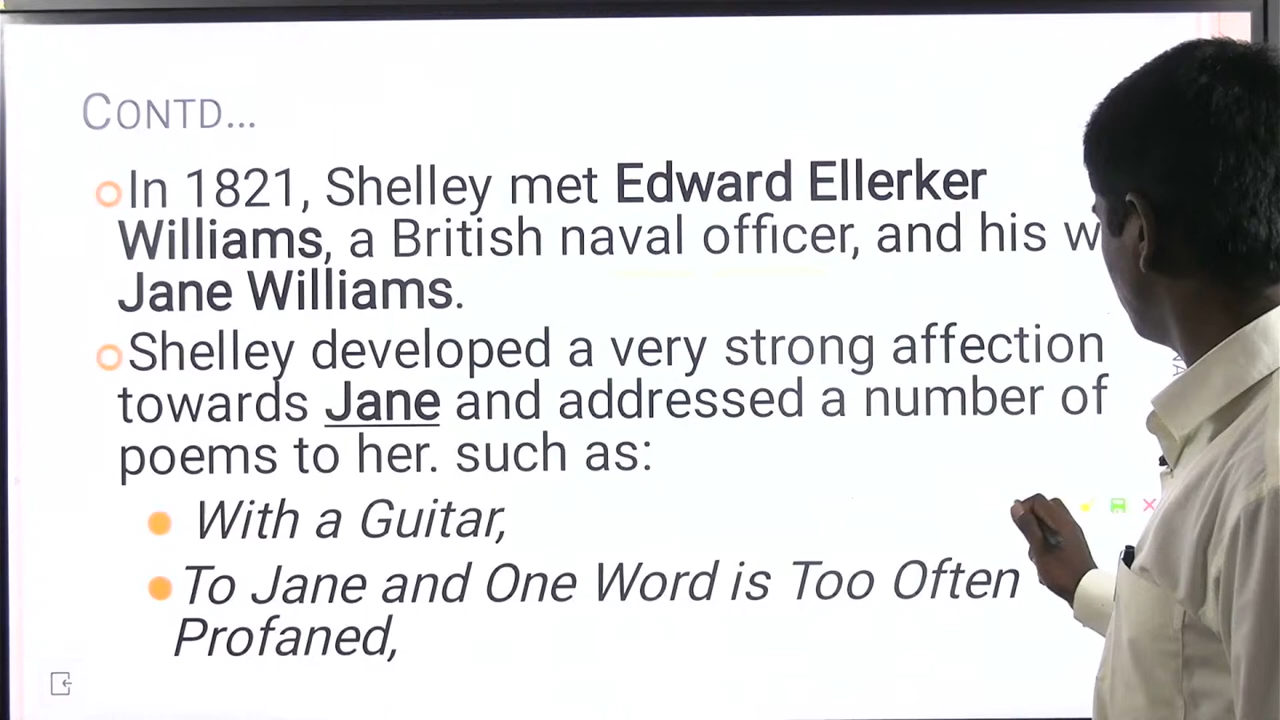 CONTD...
In 1821, Shelley met Edward Ellerker
Williams, a British naval officer, and his
Jane Williams.
Shelley developed a very strong affection
towards Jane and addressed a number of
poems to her. such as:
With a Guitar,
To Jane and One Word is Too Often
Profaned,